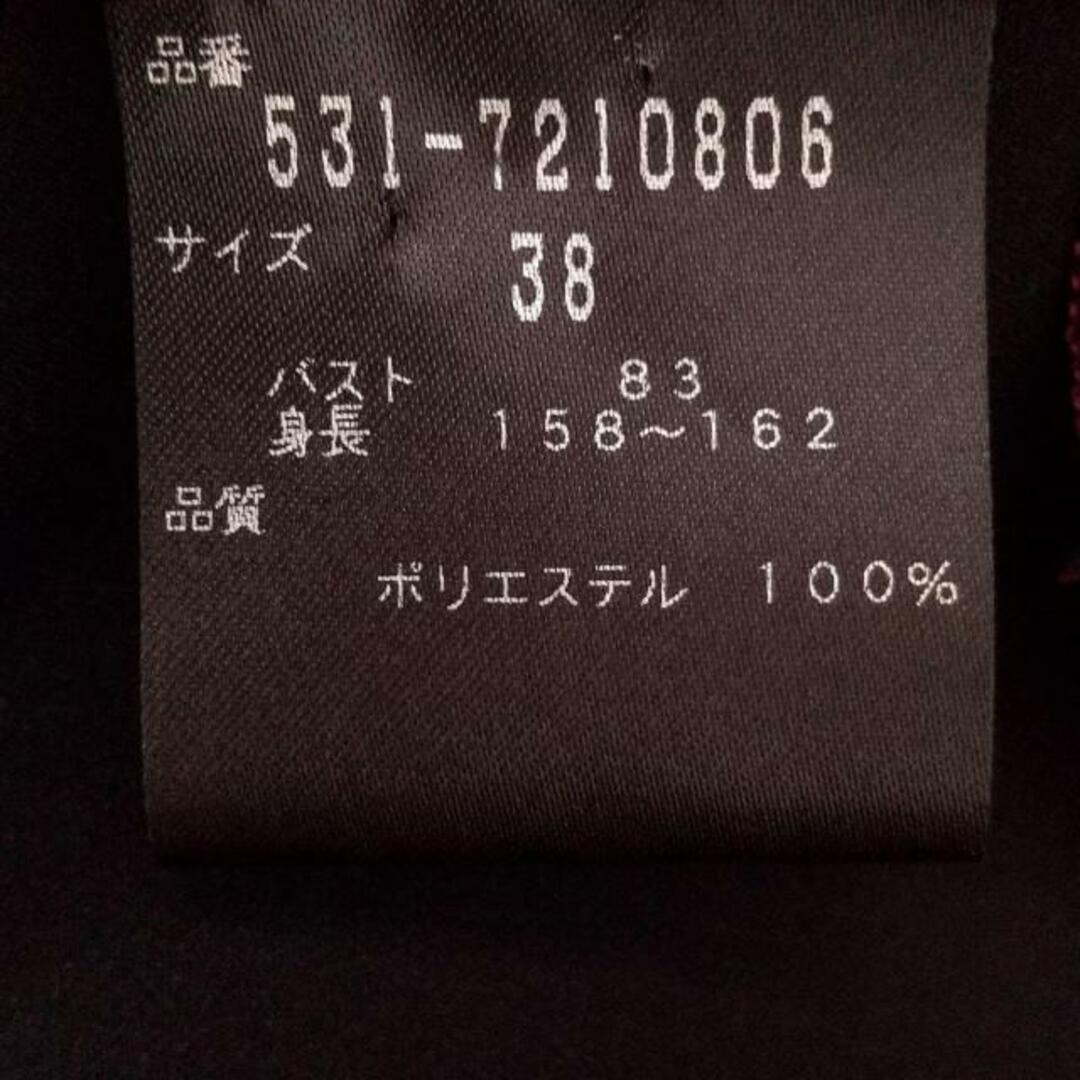 品番
531-7210806
サイズ 38
バスト 83
身長 158～162
品質
ポリエステル 100%